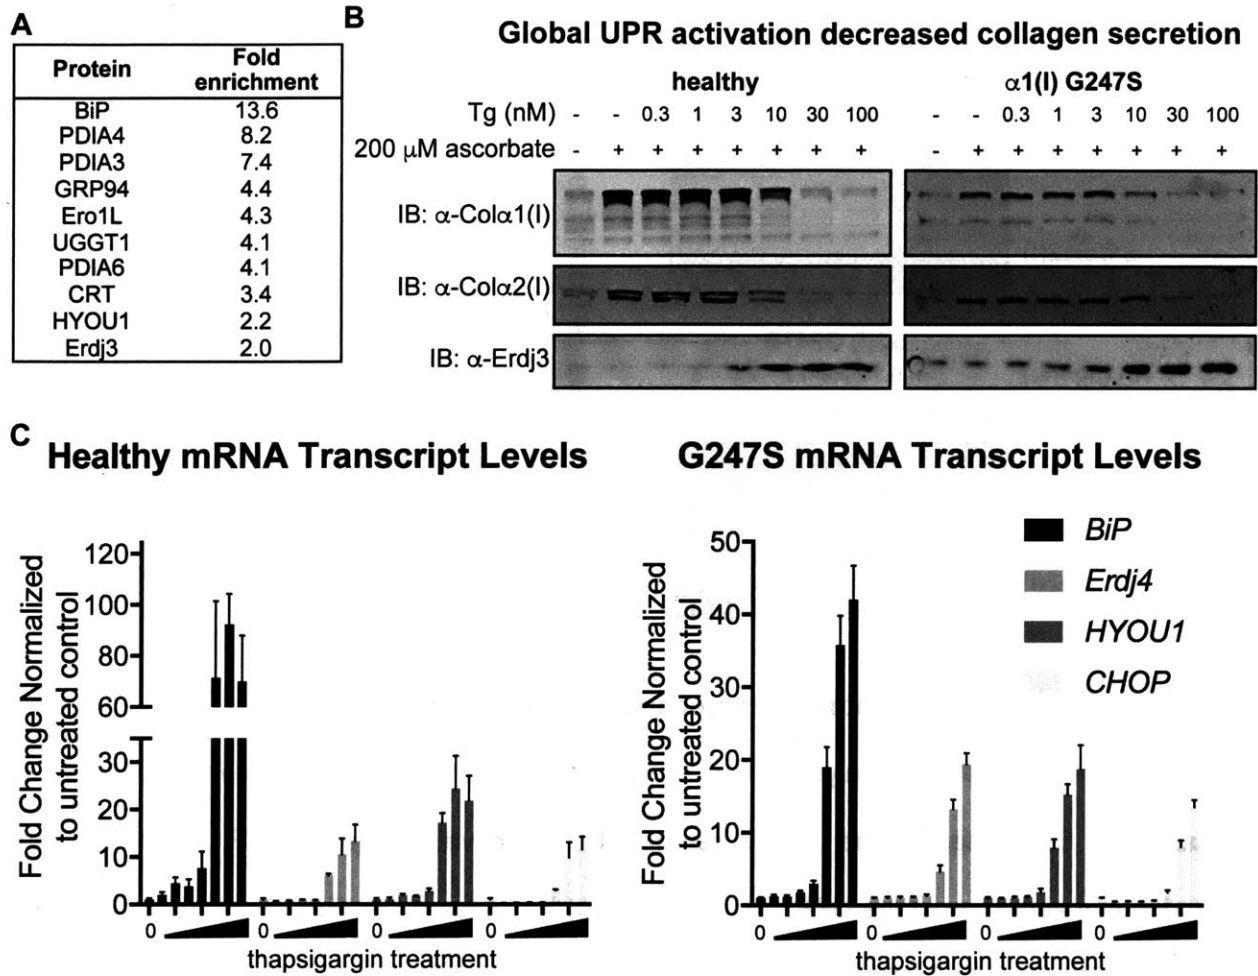 A
Protein Fold enrichment
BiP 13.6
PDIA4 8.2
PDIA3 7.4
GRP94 4.4
Ero1L 4.3
UGGT1 4.1
PDIA6 4.1
CRT 3.4
HYOU1 2.2
Erdj3 2.0
B
Global UPR activation decreased collagen secretion
healthy α1(I) G247S
Tg (nM) - - 0.3 1 3 10 30 100 - - 0.3 1 3 10 30 100
200 μM ascorbate - + + + + + + + - + + + + + + +
IB: α-Colα1(I)
IB: α-Colα2(I)
IB: α-Erdj3
C
Healthy mRNA Transcript Levels
Fold Change Normalized
to untreated control
120
100
80
60
30
20
10
0
0 0 0 0
thapsigargin treatment
G247S mRNA Transcript Levels
Fold Change Normalized
to untreated control
50
40
30
20
10
0
BiP
Erdj4
HYOU1
CHOP
0 0 0 0
thapsigargin treatment